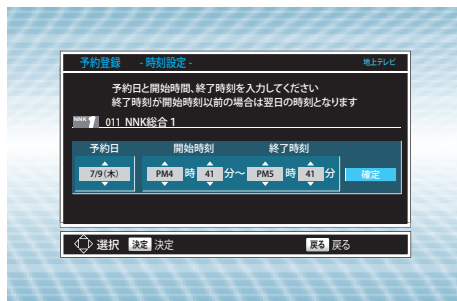 予約登録 - 時刻設定 - 地上テレビ
予約日と開始時間、終了時刻を入力してください
終了時刻が開始時刻以前の場合は翌日の時刻となります
NNK 1 011 NNK総合 1
予約日 開始時刻 終了時刻
7/9(木) PM4 時 41 分～ PM5 時 41 分 確定
選択 決定 決定 戻る 戻る